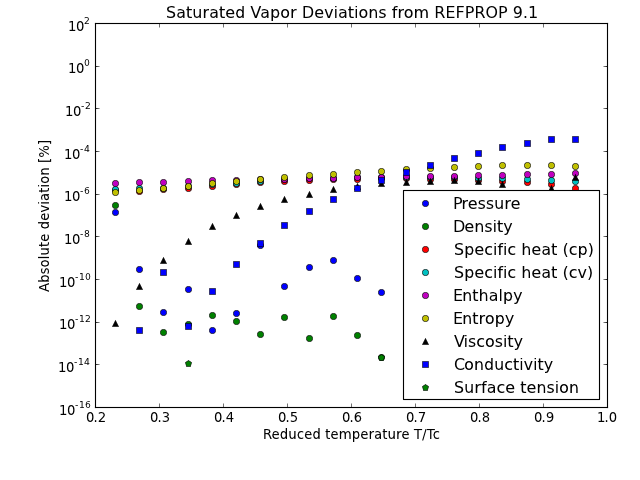 Saturated Vapor Deviations from REFPROP 9.1
Absolute deviation [%]
10^2
10^0
10^-2
10^-4
10^-6
10^-8
10^-10
10^-12
10^-14
10^-16
Pressure
Density
Specific heat (cp)
Specific heat (cv)
Enthalpy
Entropy
Viscosity
Conductivity
Surface tension
0.2 0.3 0.4 0.5 0.6 0.7 0.8 0.9 1.0
Reduced temperature T/Tc